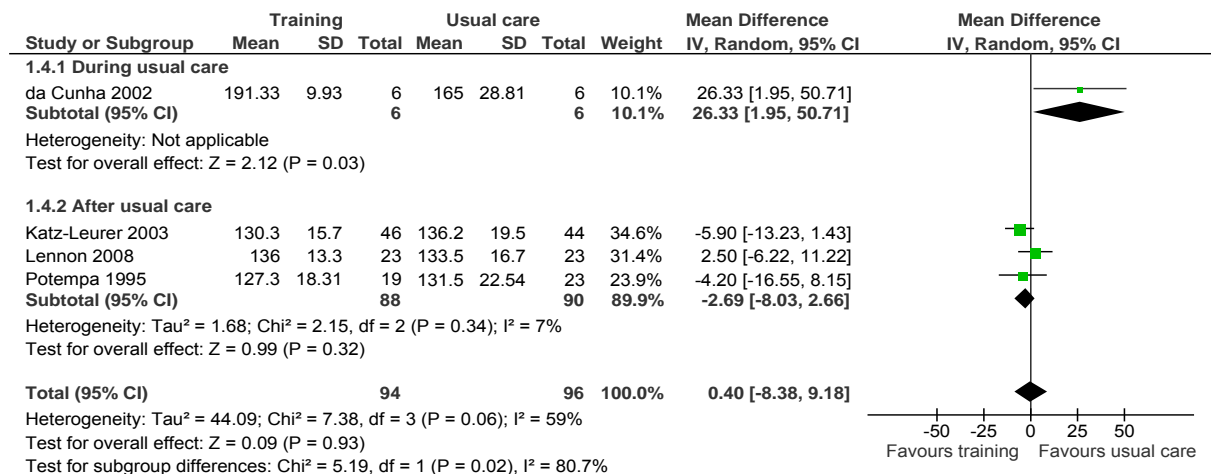 Training Usual care Mean Difference Mean Difference
Study or Subgroup Mean SD Total Mean SD Total Weight IV, Random, 95% CI IV, Random, 95% CI
1.4.1 During usual care
da Cunha 2002 191.33 9.93 6 165 28.81 6 10.1% 26.33 [1.95, 50.71]
Subtotal (95% CI) 6 6 10.1% 26.33 [1.95, 50.71]
Heterogeneity: Not applicable
Test for overall effect: Z = 2.12 (P = 0.03)
1.4.2 After usual care
Katz-Leurer 2003 130.3 15.7 46 136.2 19.5 44 34.6% -5.90 [-13.23, 1.43]
Lennon 2008 136 13.3 23 133.5 16.7 23 31.4% 2.50 [-6.22, 11.22]
Potempa 1995 127.3 18.31 19 131.5 22.54 23 23.9% -4.20 [-16.55, 8.15]
Subtotal (95% CI) 88 90 89.9% -2.69 [-8.03, 2.66]
Heterogeneity: Tau² = 1.68; Chi² = 2.15, df = 2 (P = 0.34); I² = 7%
Test for overall effect: Z = 0.99 (P = 0.32)
Total (95% CI) 94 96 100.0% 0.40 [-8.38, 9.18]
Heterogeneity: Tau² = 44.09; Chi² = 7.38, df = 3 (P = 0.06); I² = 59%
Test for overall effect: Z = 0.09 (P = 0.93)
Test for subgroup differences: Chi² = 5.19, df = 1 (P = 0.02), I² = 80.7%
-50 -25 0 25 50
Favours training Favours usual care